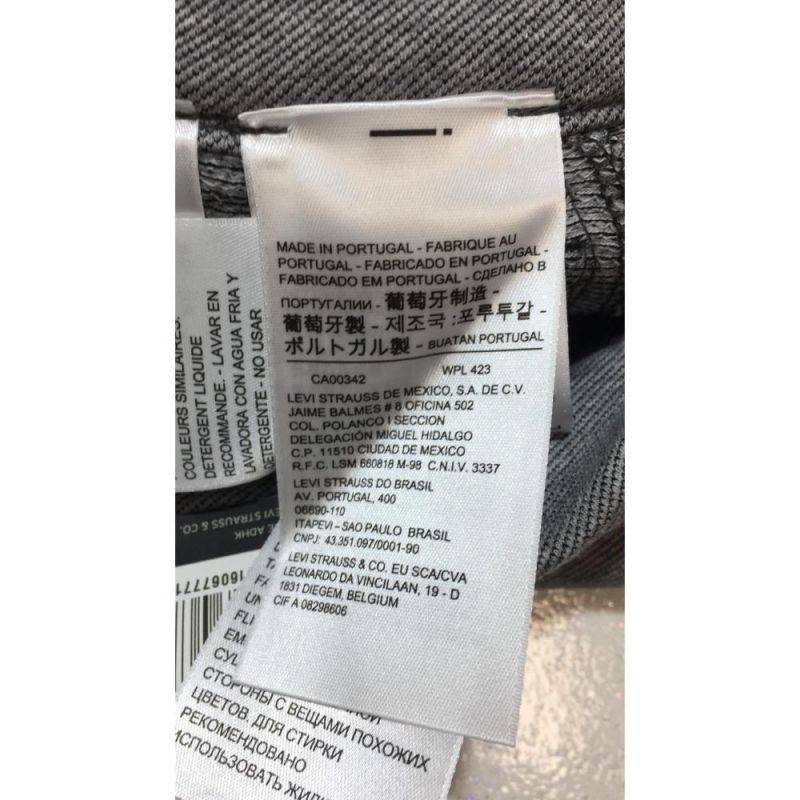 MADE IN PORTUGAL - FABRIQUE AU
PORTUGAL - FABRICADO EN PORTUGAL -
FABRICADO EM PORTUGAL - СДЕЛАНО В
ПОРТУГАЛИИ - 葡萄牙制造 -
葡萄牙製 - 제조국 :포루투갈 -
ポルトガル製 - BUATAN PORTUGAL
CA00342 WPL 423
LEVI STRAUSS DE MEXICO, S.A. DE C.V.
JAIME BALMES # 8 OFICINA 502
COL. POLANCO I SECCION
DELEGACIÓN MIGUEL HIDALGO
C.P. 11510 CIUDAD DE MEXICO
R.F.C. LSM 660818 M-98 C.N.I.V. 3337
LEVI STRAUSS DO BRASIL
AV. PORTUGAL, 400
06690-110
ITAPEVI – SAO PAULO BRASIL
CNPJ: 43.351.097/0001-90
LEVI STRAUSS & CO. EU SCA/CVA
LEONARDO DA VINCILAAN, 19 - D
1831 DIEGEM, BELGIUM
CIF A 08298606
COULEURS SIMILAIRES.
DETERGENT LIQUIDE
RECOMMANDE. - LAVAR EN
LAVADORA CON AGUA FRIA Y
DETERGENTE - NO USAR
LEVI STRAUSS & CO.
ADHK
16067771
СТОРОНЫ С ВЕЩАМИ ПОХОЖИХ
ЦВЕТОВ. ДЛЯ СТИРКИ
РЕКОМЕНДОВАНО
ИСПОЛЬЗОВАТЬ